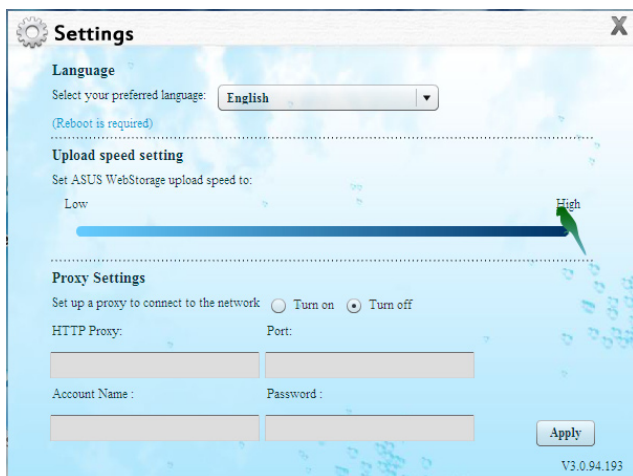 Settings
X
Language
Select your preferred language: English
(Reboot is required)
Upload speed setting
Set ASUS WebStorage upload speed to:
Low High
Proxy Settings
Set up a proxy to connect to the network Turn on Turn off
HTTP Proxy: Port:
Account Name : Password :
Apply
V3.0.94.193